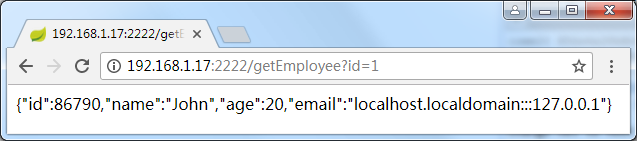 192.168.1.17:2222/getE
192.168.1.17:2222/getEmployee?id=1
{"id":86790,"name":"John","age":20,"email":"localhost.localdomain:::127.0.0.1"}